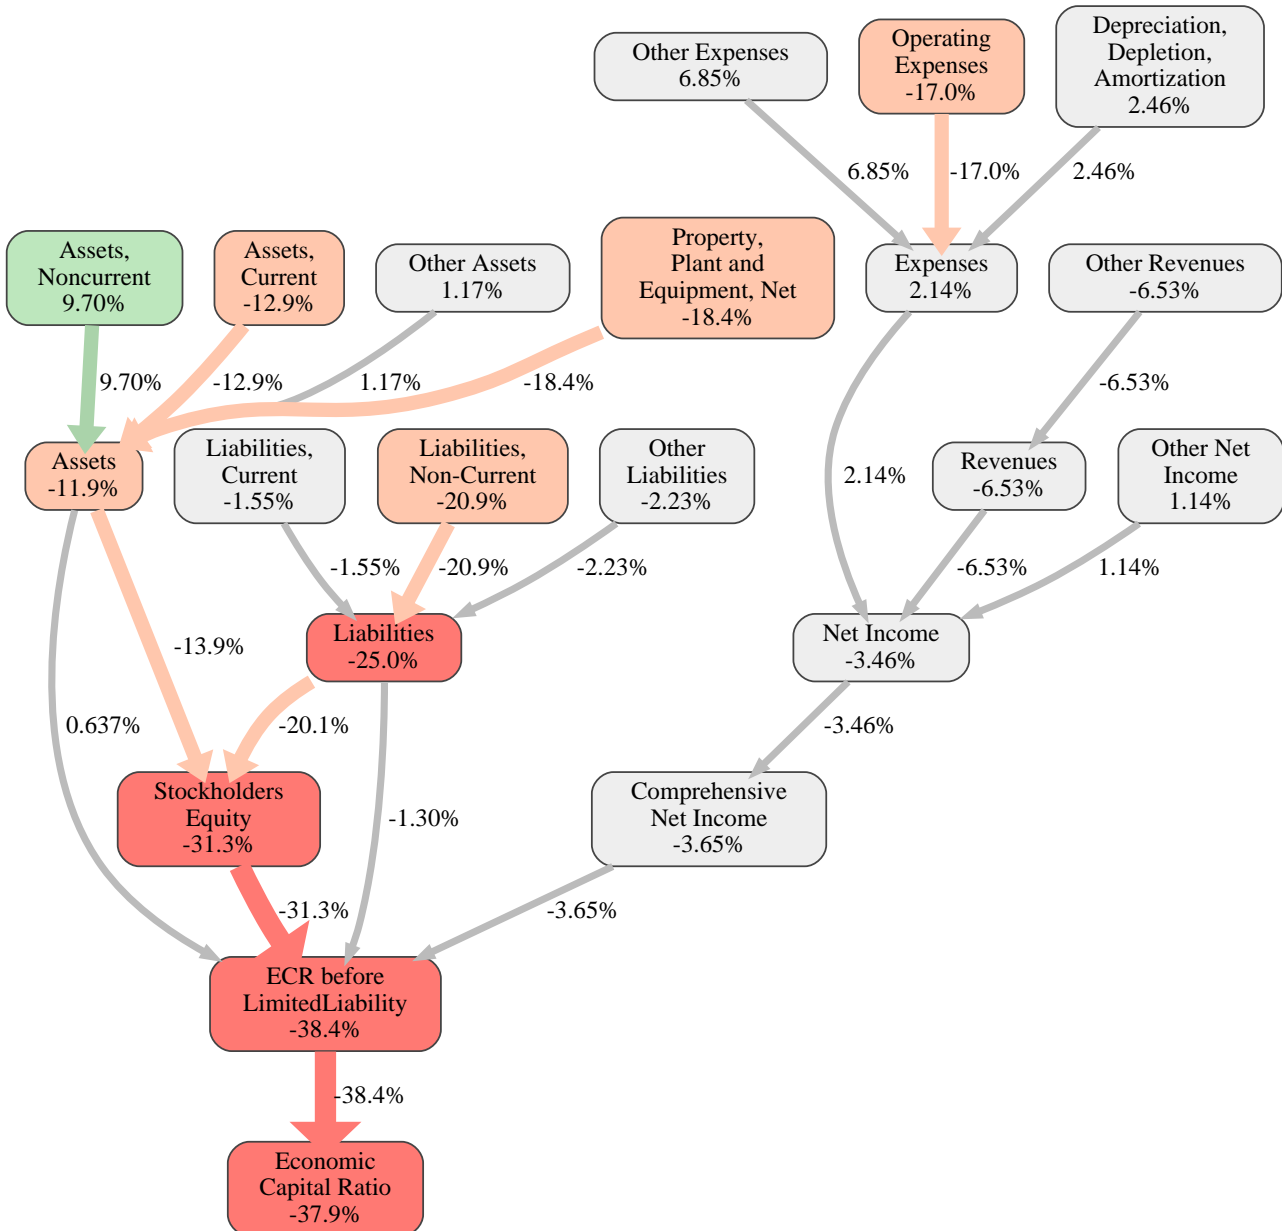 Other Expenses
6.85%
Operating
Expenses
-17.0%
Depreciation,
Depletion,
Amortization
2.46%
6.85%
-17.0%
2.46%
Assets,
Noncurrent
9.70%
Assets,
Current
-12.9%
Other Assets
1.17%
Property,
Plant and
Equipment, Net
-18.4%
Expenses
2.14%
Other Revenues
-6.53%
9.70%
-12.9%
1.17%
-18.4%
-6.53%
Assets
-11.9%
Liabilities,
Current
-1.55%
Liabilities,
Non-Current
-20.9%
Other
Liabilities
-2.23%
2.14%
Revenues
-6.53%
Other Net
Income
1.14%
-1.55%
-20.9%
-2.23%
-6.53%
1.14%
-13.9%
Liabilities
-25.0%
Net Income
-3.46%
0.637%
-20.1%
-3.46%
Stockholders
Equity
-31.3%
-1.30%
Comprehensive
Net Income
-3.65%
-31.3%
-3.65%
ECR before
LimitedLiability
-38.4%
-38.4%
Economic
Capital Ratio
-37.9%